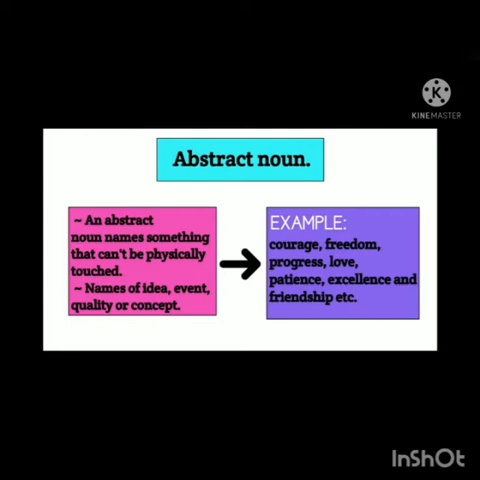 KINEMASTER
Abstract noun.
~ An abstract
noun names something
that can't be physically
touched.
~ Names of idea, event,
quality or concept.
EXAMPLE:
courage, freedom,
progress, love,
patience, excellence and
friendship etc.
InShOt